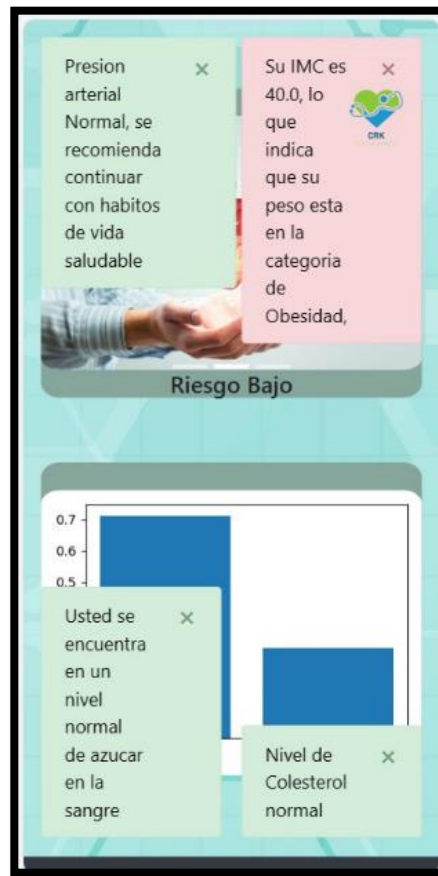 Presion
arterial
Normal, se
recomienda
continuar
con habitos
de vida
saludable
×
Su IMC es
40.0, lo
que
indica
que su
peso esta
en la
categoria
de
Obesidad,
×
CRK
Riesgo Bajo
0.7
0.6
0.5
Usted se
encuentra
en un
nivel
normal
de azucar
en la
sangre
×
Nivel de
Colesterol
normal
×